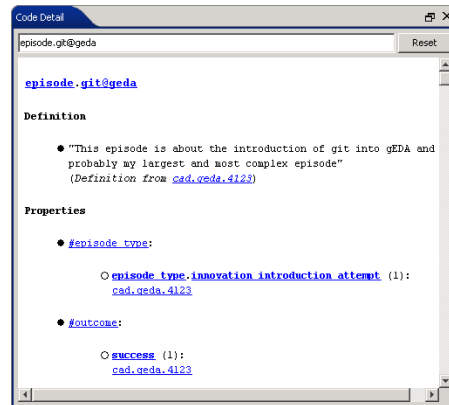 Code Detail
episode.git@geda
Reset
episode.git@geda
Definition
"This episode is about the introduction of git into gEDA and
probably my largest and most complex episode"
(Definition from cad.geda.4123)
Properties
#episode type:
episode type.innovation introduction attempt (1):
cad.geda.4123
#outcome:
success (1):
cad.geda.4123